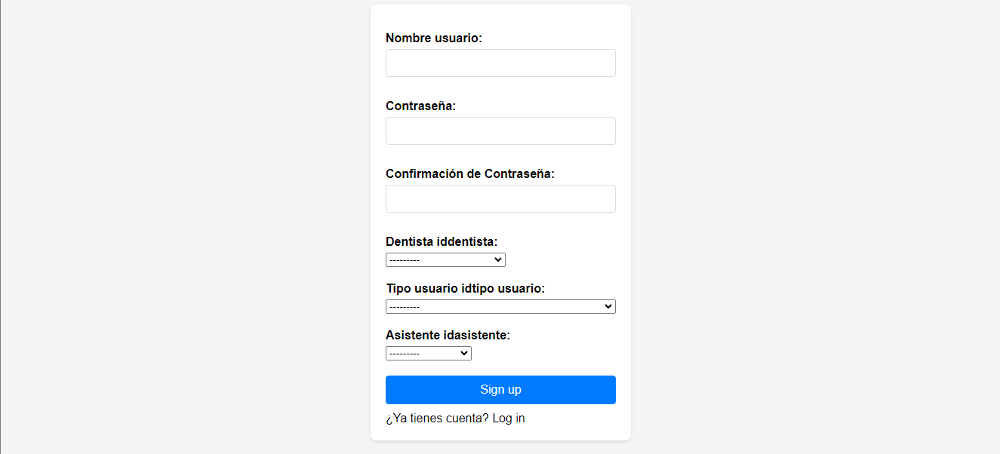 Nombre usuario:
Contraseña:
Confirmación de Contraseña:
Dentista iddentista:
---------
Tipo usuario idtipo usuario:
---------
Asistente idasistente:
---------
Sign up
¿Ya tienes cuenta? Log in